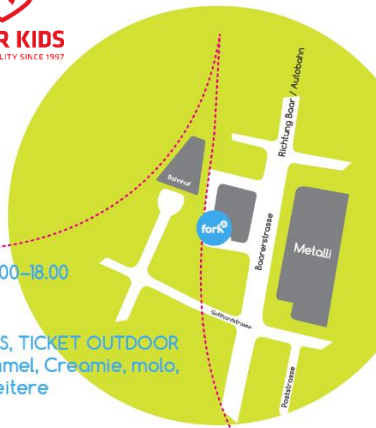 R KIDS
LITY SINCE 1997
Richtung Baar / Autobahn
Bahnhof
fork
Baarerstrasse
Metalli
Gotthardstrasse
Poststrasse
00–18.00
S, TICKET OUTDOOR
mel, Creamie, molo,
eitere